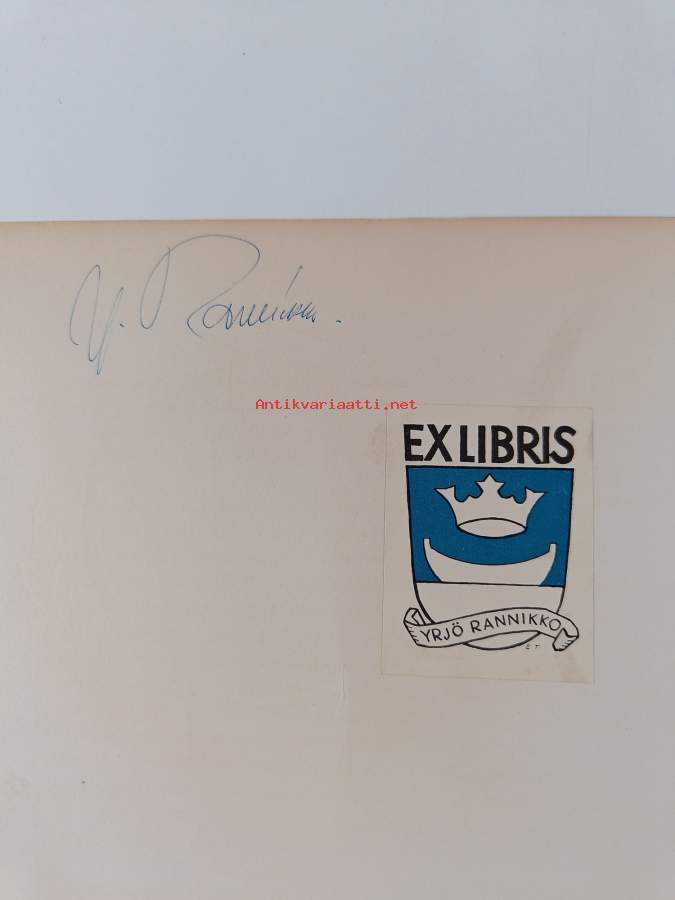 Y. Rannikko.
Antikvariaatti.net
EX LIBRIS
YRJÖ RANNIKKO
E T